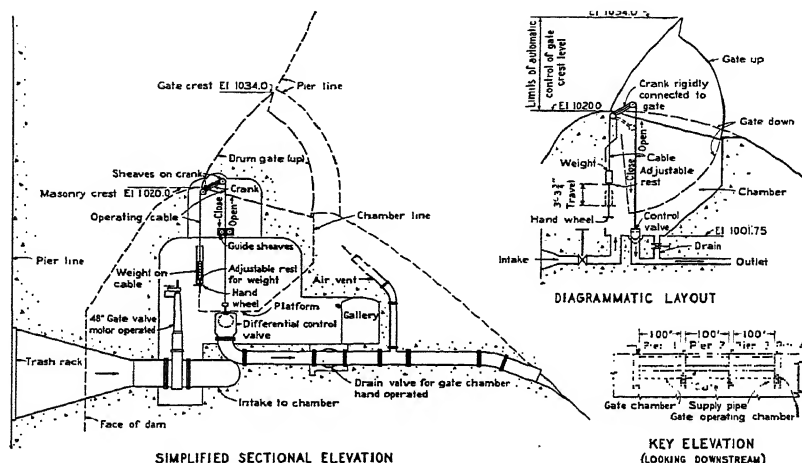 Gate crest El 1034.0
Pier line
Drum gate (up)
Sheaves on crank
Masonry crest El 1020.0
Crank
Operating cable
Close
Open
Chamber line
Guide sheaves
Pier line
Weight on
cable
Adjustable rest
for weight
Hand
wheel
Air vent
48" Gate valve
motor operated
Platform
Differential control
valve
Gallery
Trash rack
Drain valve for gate chamber
hand operated
Intake to chamber
Face of dam
SIMPLIFIED SECTIONAL ELEVATION
El 1034.0
Limits of automatic
control of gate
crest level
Gate up
Crank rigidly
connected to
gate
El 1020.0
Gate down
Weight
Open
Close
Cable
Adjustable
rest
Travel
Chamber
Hand wheel
Control
valve
El 1001.75
Drain
Intake
Outlet
DIAGRAMMATIC LAYOUT
100' 100' 100'
Pier 2
Gate chamber
Supply pipe
Gate operating chamber
KEY ELEVATION
(LOOKING DOWNSTREAM)